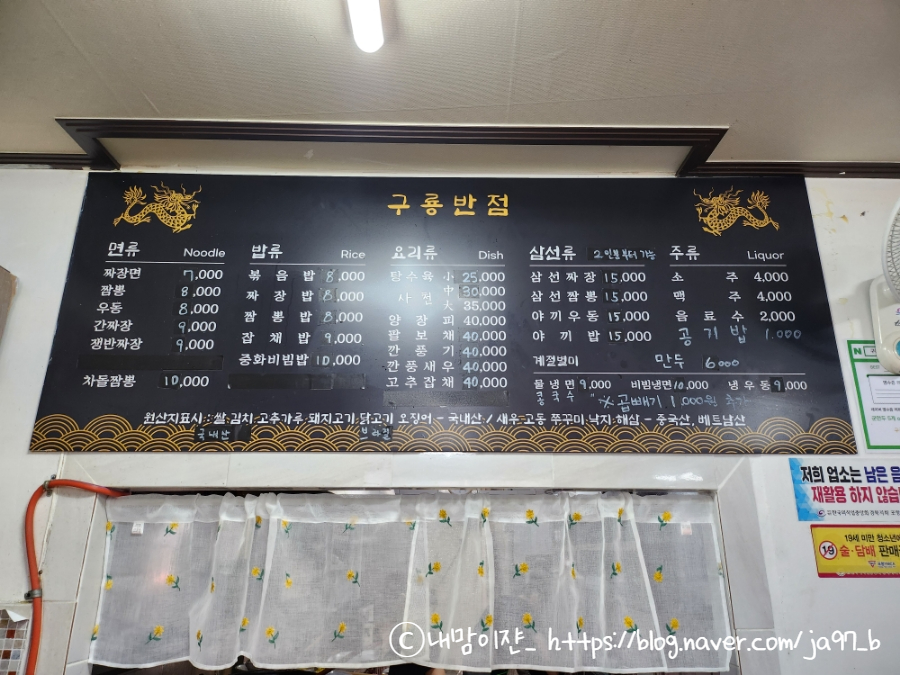 구룡반점
면류 Noodle
짜장면 7,000
짬뽕 8,000
우동 8,000
간짜장 9,000
쟁반짜장 9,000
차돌짬뽕 10,000
밥류 Rice
볶음밥 8,000
짜장밥 8,000
짬뽕밥 8,000
잡채밥 9,000
중화비빔밥 10,000
요리류 Dish
탕수육 小 25,000
사천 中 30,000
大 35,000
양장피 40,000
팔보채 40,000
깐풍기 40,000
깐풍새우 40,000
고추잡채 40,000
삼선류 2인분부터 가능
삼선짜장 15,000
삼선짬뽕 15,000
야끼우동 15,000
야끼밥 15,000
주류 Liquor
소주 4,000
맥주 4,000
음료수 2,000
공기밥 1.000
계절별미 만두 6000
물냉면 9,000 비빔냉면 10,000 냉우동 9,000
콩국수 ※곱빼기 1.000원 추가
원산지표시 : 쌀.김치.고추가루.돼지고기.닭고기.오징어 - 국내산 / 새우.고동.쭈꾸미.낙지.해삼 - 중국산, 베트남산
국내산 브라질
저희 업소는 남은 음
재활용 하지 않습
19세 미만 청소년에
19 술·담배 판매
©내맘이쟌_ https://blog.naver.com/ja97_b